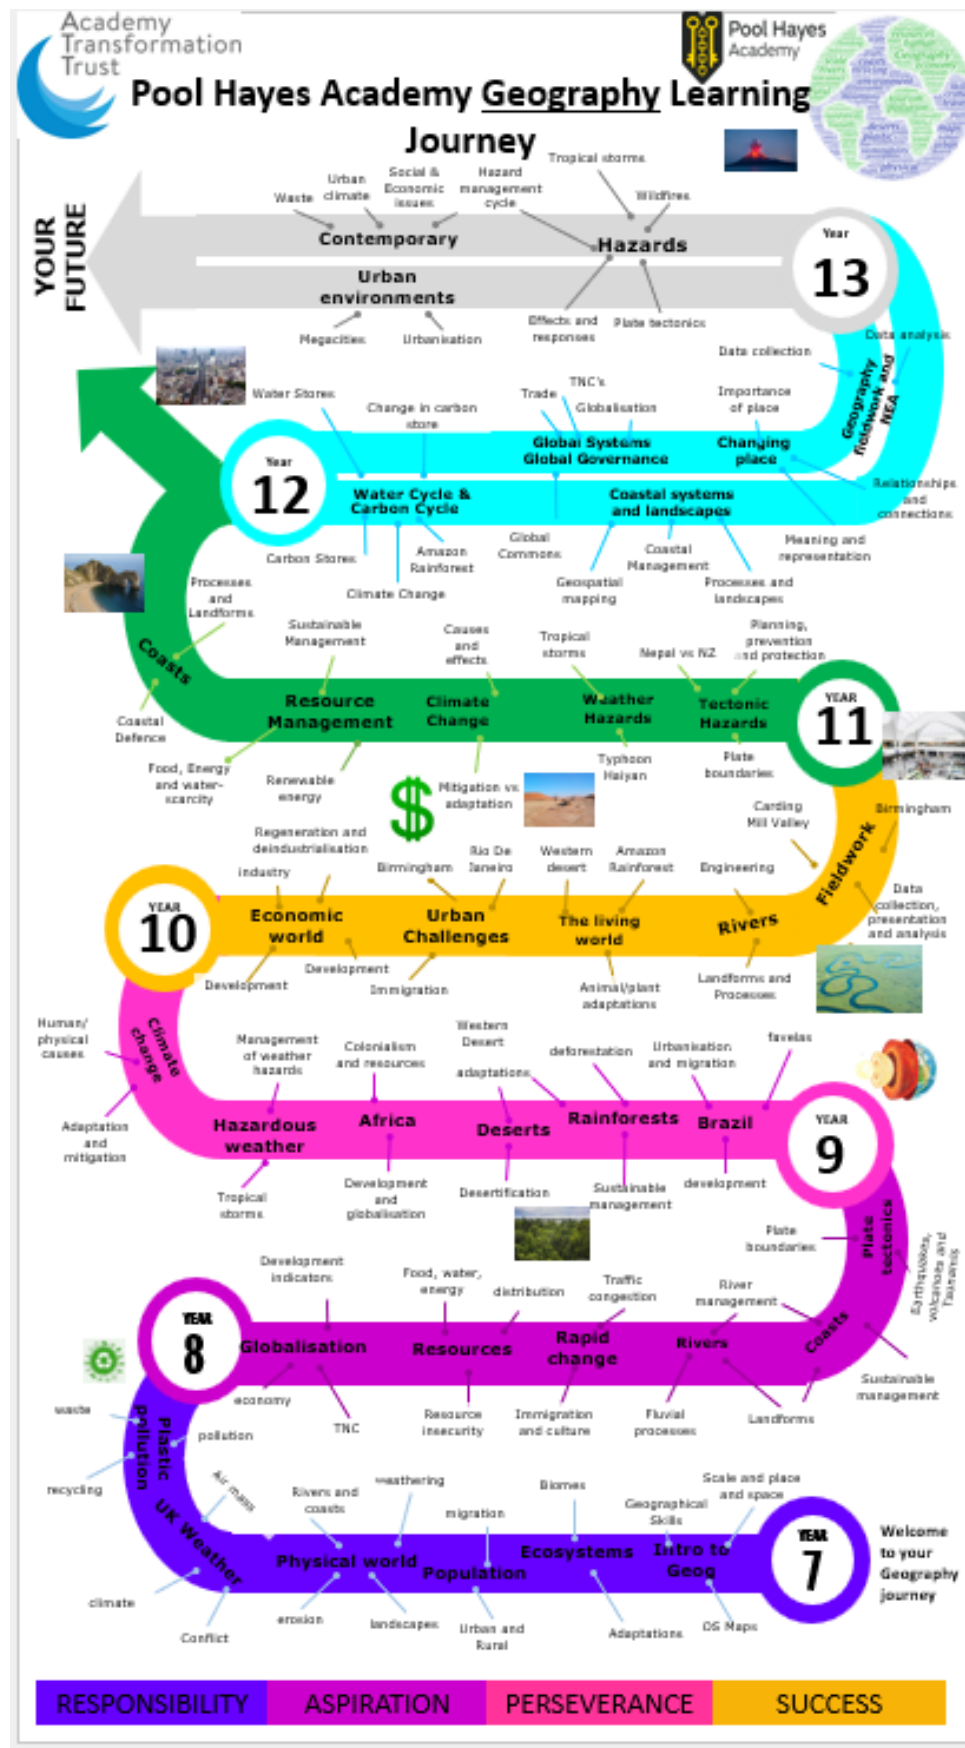 Academy
Transformation
Trust
Pool Hayes
Academy
Pool Hayes Academy Geography Learning
Journey
YOUR
FUTURE
Waste
Urban
climate
Social &
Economic
issues
Hazard
management
cycle
Tropical storms
Wildfires
Contemporary
Urban
environments
Hazards
Megacities
Urbanisation
Effects and
responses
Plate tectonics
Year
13
Data collection
Data analysis
Geography
fieldwork and
NEA
Water Stores
Change in carbon
store
Trade
TNC's
Globalisation
Importance
of place
Global Systems
Global Governance
Changing
place
Year
12
Water Cycle &
Carbon Cycle
Coastal systems
and landscapes
Relationships
and
connections
Carbon Stores
Climate Change
Amazon
Rainforest
Global
Commons
Geospatial
mapping
Coastal
Management
Processes and
landscapes
Meaning and
representation
Processes
and
Landforms
Coasts
Coastal
Defence
Sustainable
Management
Causes
and
effects
Tropical
storms
Nepal vs NZ
Planning,
prevention
and protection
Resource
Management
Climate
Change
Weather
Hazards
Tectonic
Hazards
YEAR
11
Food, Energy
and water-
scarcity
Renewable
energy
$
Mitigation vs
adaptation
Typhoon
Haiyan
Plate
boundaries
Carding
Mill Valley
Birmingham
Fieldwork
Data
collection,
presentation
and analysis
Regeneration and
deindustrialisation
industry
Birmingham
Rio De
Janeiro
Western
desert
Amazon
Rainforest
Engineering
YEAR
10
Economic
world
Urban
Challenges
The living
world
Rivers
Development
Development
Immigration
Animal/plant
adaptations
Landforms and
Processes
Human/
physical
causes
Climate
change
Adaptation
and
mitigation
Management
of weather
hazards
Colonialism
and resources
Western
Desert
adaptations
deforestation
Urbanisation
and migration
favelas
Hazardous
weather
Africa
Deserts
Rainforests
Brazil
YEAR
9
Tropical
storms
Development
and
globalisation
Desertification
Sustainable
management
development
Plate
boundaries
Plate
tectonics
Earthquakes,
volcanoes and
Tsunamis
Development
indicators
Food, water,
energy
distribution
Traffic
congestion
River
management
YEAR
8
Globalisation
Resources
Rapid
change
Rivers
Coasts
Sustainable
management
economy
TNC
Resource
insecurity
Immigration
and culture
Fluvial
processes
Landforms
waste
Plastic
pollution
pollution
recycling
Air mass
UK Weather
climate
Conflict
Rivers and
coasts
weathering
migration
Biomes
Geographical
Skills
Scale and place
and space
Physical world
Population
Ecosystems
Intro to
Geog
YEAR
7
Welcome
to your
Geography
journey
erosion
landscapes
Urban and
Rural
Adaptations
OS Maps
RESPONSIBILITY
ASPIRATION
PERSEVERANCE
SUCCESS